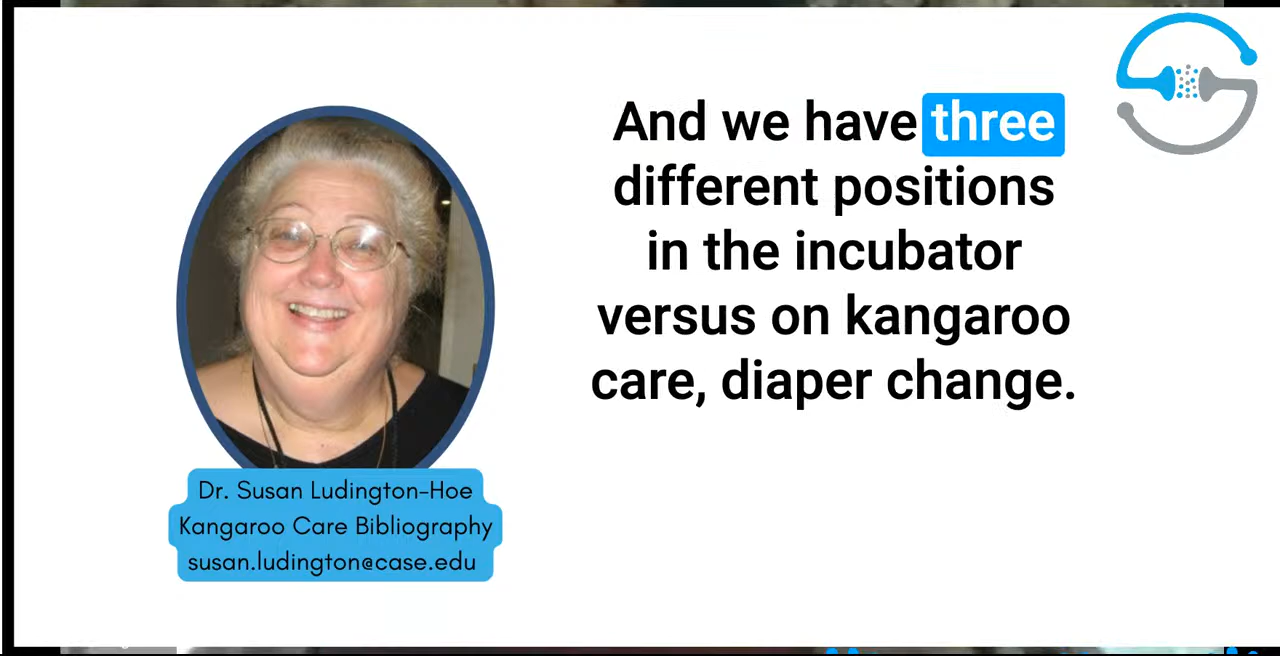 And we have three
different positions
in the incubator
versus on kangaroo
care, diaper change.
Dr. Susan Ludington-Hoe
Kangaroo Care Bibliography
susan.ludington@case.edu